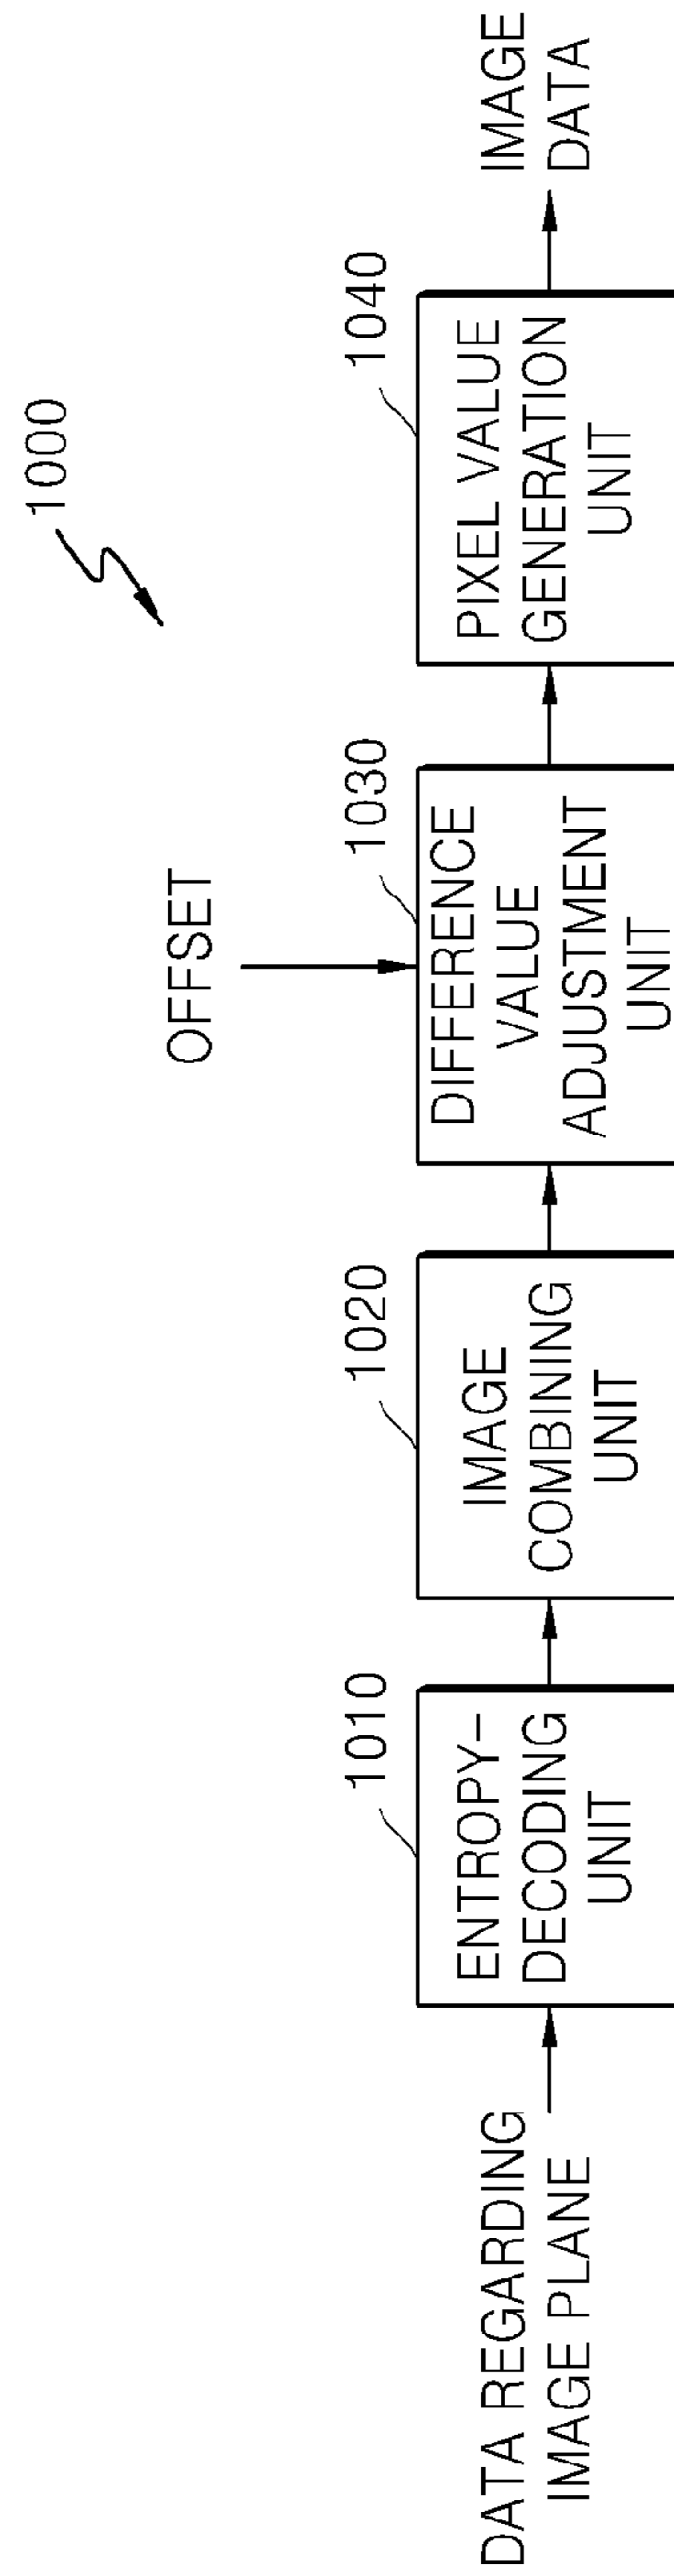 1000
OFFSET
DATA REGARDING
IMAGE PLANE
1010
ENTROPY-
DECODING
UNIT
1020
IMAGE
COMBINING
UNIT
1030
DIFFERENCE
VALUE
ADJUSTMENT
UNIT
1040
PIXEL VALUE
GENERATION
UNIT
IMAGE
DATA